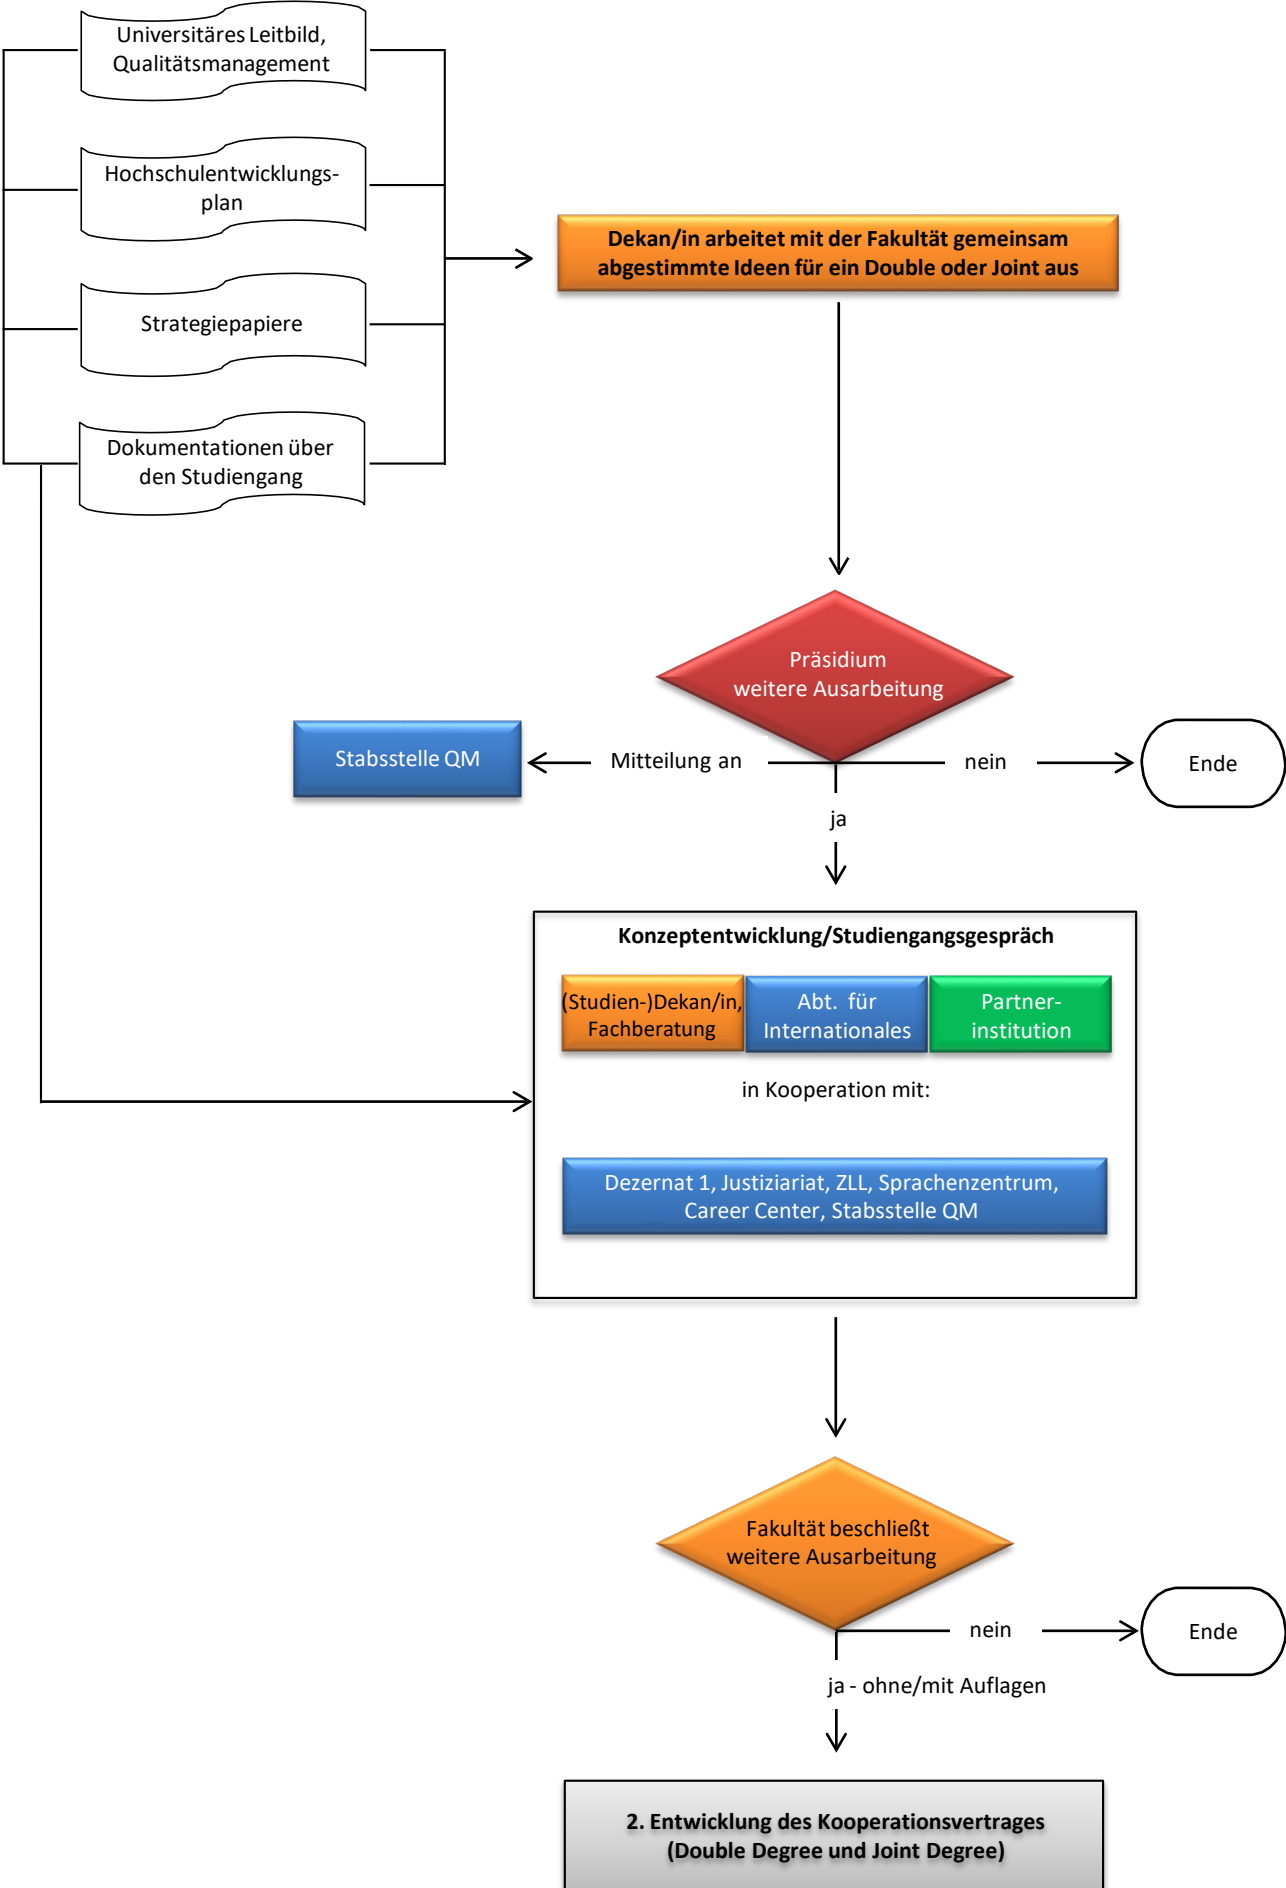 Universitäres Leitbild,
Qualitätsmanagement
Hochschulentwicklungs-
plan
Strategiepapiere
Dokumentationen über
den Studiengang
Dekan/in arbeitet mit der Fakultät gemeinsam
abgestimmte Ideen für ein Double oder Joint aus
Präsidium
weitere Ausarbeitung
Stabsstelle QM
Mitteilung an
nein
Ende
ja
Konzeptentwicklung/Studiengangsgespräch
(Studien-)Dekan/in,
Fachberatung
Abt. für
Internationales
Partner-
institution
in Kooperation mit:
Dezernat 1, Justiziariat, ZLL, Sprachenzentrum,
Career Center, Stabsstelle QM
Fakultät beschließt
weitere Ausarbeitung
nein
Ende
ja - ohne/mit Auflagen
2. Entwicklung des Kooperationsvertrages
(Double Degree und Joint Degree)